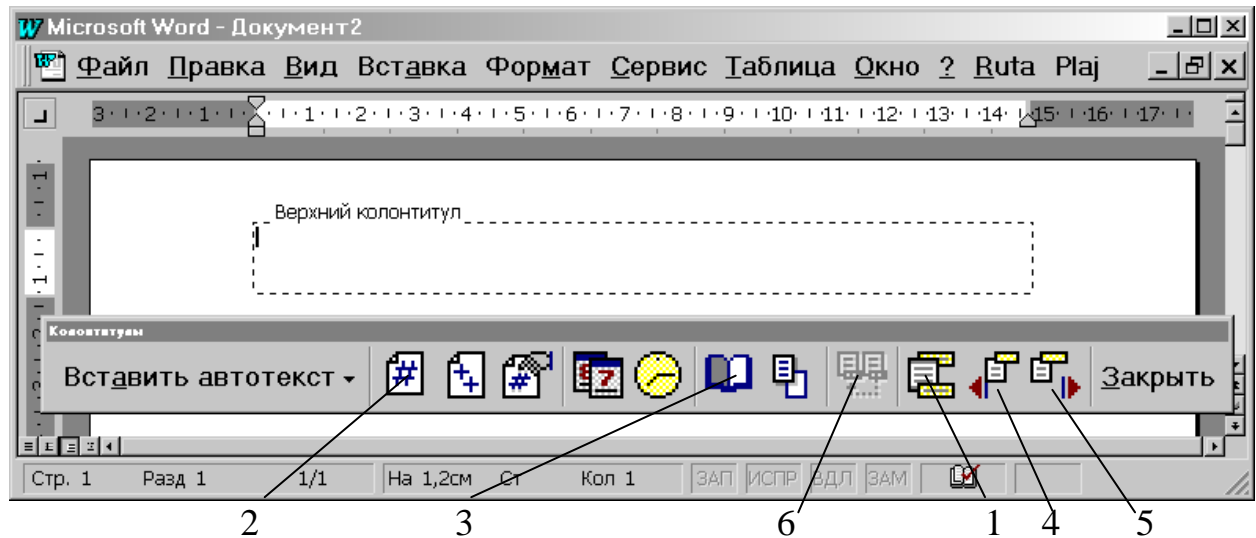 Microsoft Word - Документ2
Файл Правка Вид Вставка Формат Сервис Таблица Окно ? Ruta Plaj
3 2 1 1 2 3 4 5 6 7 8 9 10 11 12 13 14 15 16 17
Верхний колонтитул
Колонтитулы
Вставить автотекст Закрыть
Стр. 1 Разд 1 1/1 На 1,2см Ст Кол 1 ЗАП ИСПР ВДЛ ЗАМ
2 3 6 1 4 5